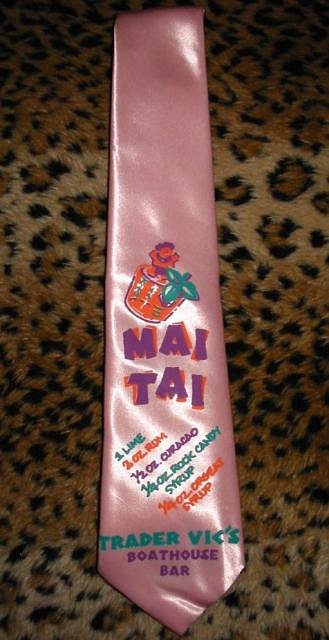 MAI
TAI
1 LIME
2 OZ. RUM
1/2 OZ. CURACAO
1/4 OZ. ROCK CANDY
SYRUP
1/4 OZ. ORGEAT
SYRUP
TRADER VIC'S
BOATHOUSE
BAR